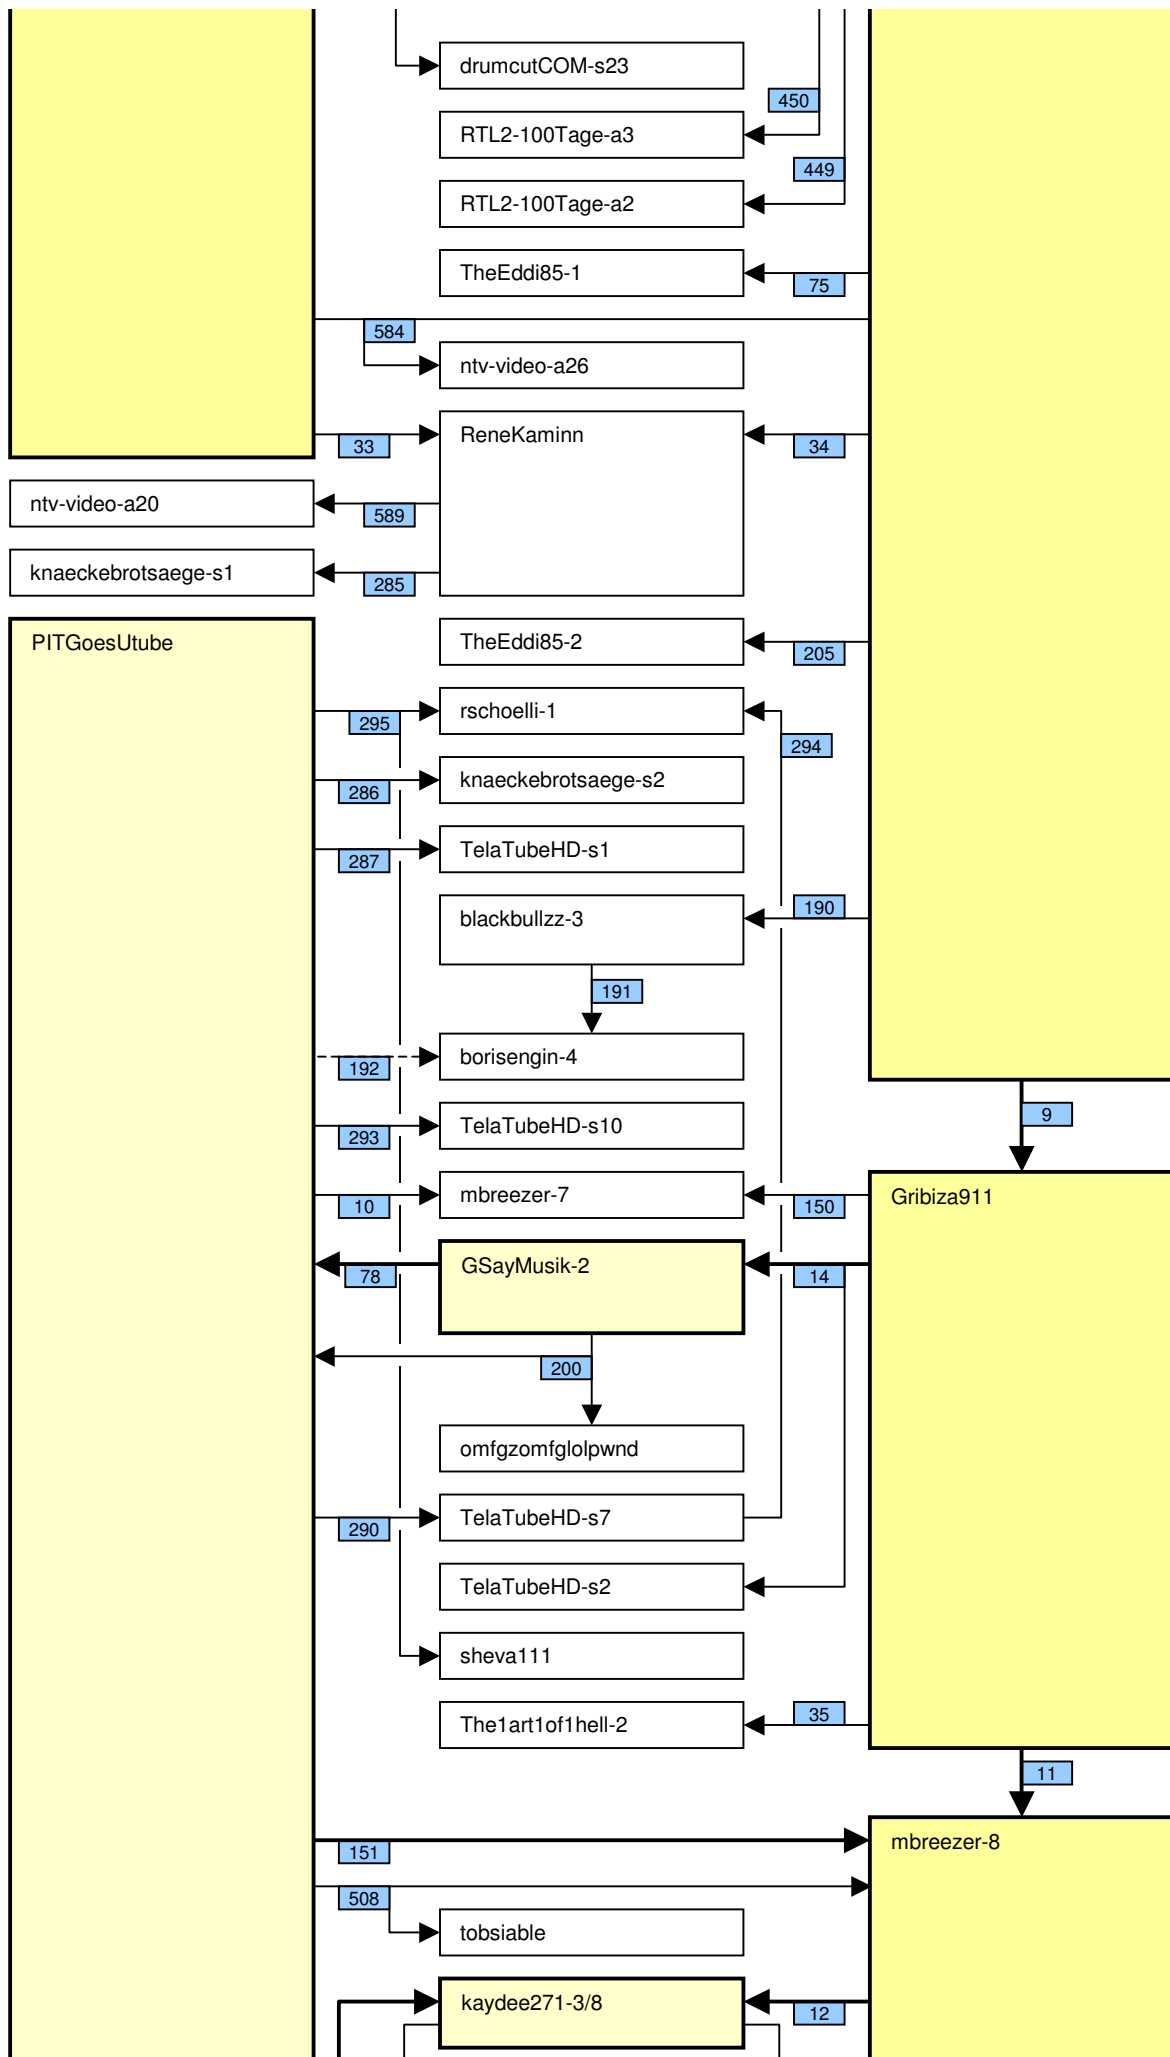 drumcutCOM-s23
450
RTL2-100Tage-a3
449
RTL2-100Tage-a2
TheEddi85-1
75
584
ntv-video-a26
ReneKaminn
33
34
ntv-video-a20
589
knaeckebrotsaege-s1
285
PITGoesUtube
TheEddi85-2
205
rschoelli-1
295
294
knaeckebrotsaege-s2
286
TelaTubeHD-s1
287
190
blackbullzz-3
191
borisengin-4
192
9
TelaTubeHD-s10
293
mbreezer-7
Gribiza911
10
150
GSayMusik-2
78
14
200
omfgzomfglolpwnd
TelaTubeHD-s7
290
TelaTubeHD-s2
sheva111
35
The1art1of1hell-2
11
mbreezer-8
151
508
tobsiable
kaydee271-3/8
12